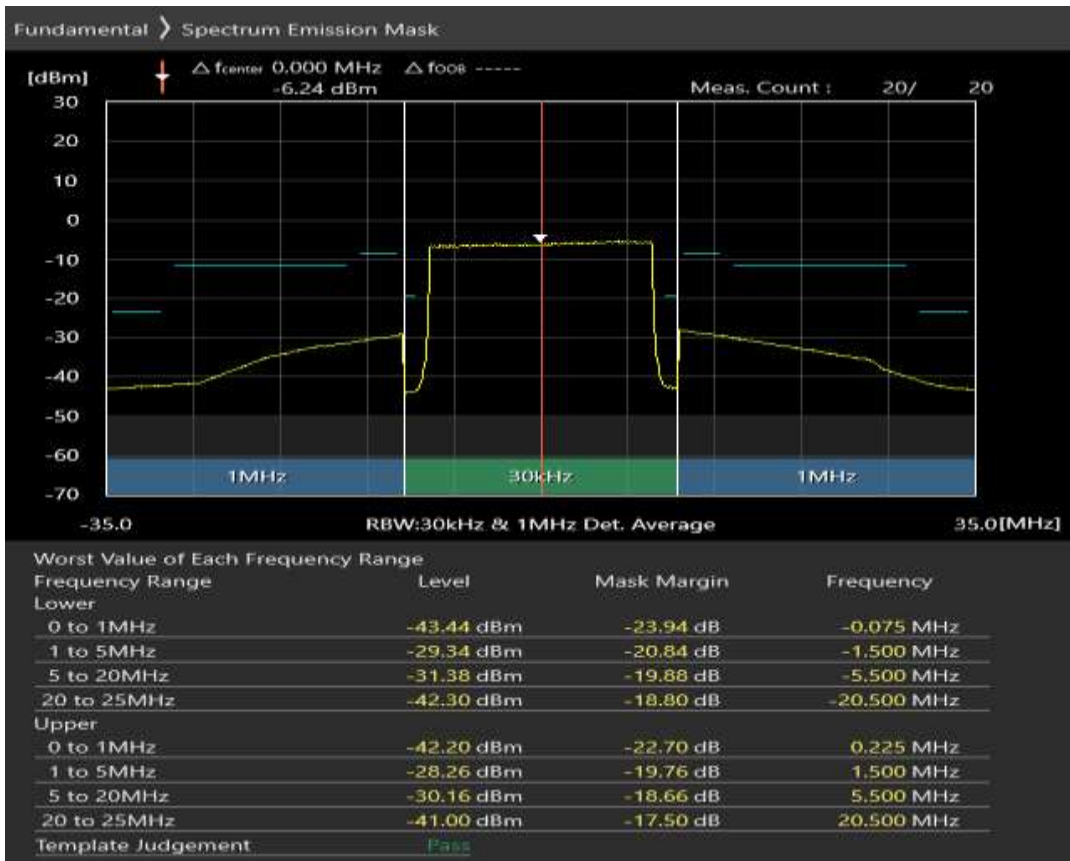 Fundamental ❯ Spectrum Emission Mask
[dBm] △ fcenter 0.000 MHz △ fOOB -----
-6.24 dBm Meas. Count : 20/ 20
30
20
10
0
-10
-20
-30
-40
-50
-60
1MHz 30kHz 1MHz
-70
-35.0 RBW:30kHz & 1MHz Det. Average 35.0[MHz]
Worst Value of Each Frequency Range
Frequency Range Level Mask Margin Frequency
Lower
0 to 1MHz -43.44 dBm -23.94 dB -0.075 MHz
1 to 5MHz -29.34 dBm -20.84 dB -1.500 MHz
5 to 20MHz -31.38 dBm -19.88 dB -5.500 MHz
20 to 25MHz -42.30 dBm -18.80 dB -20.500 MHz
Upper
0 to 1MHz -42.20 dBm -22.70 dB 0.225 MHz
1 to 5MHz -28.26 dBm -19.76 dB 1.500 MHz
5 to 20MHz -30.16 dBm -18.66 dB 5.500 MHz
20 to 25MHz -41.00 dBm -17.50 dB 20.500 MHz
Template Judgement Pass